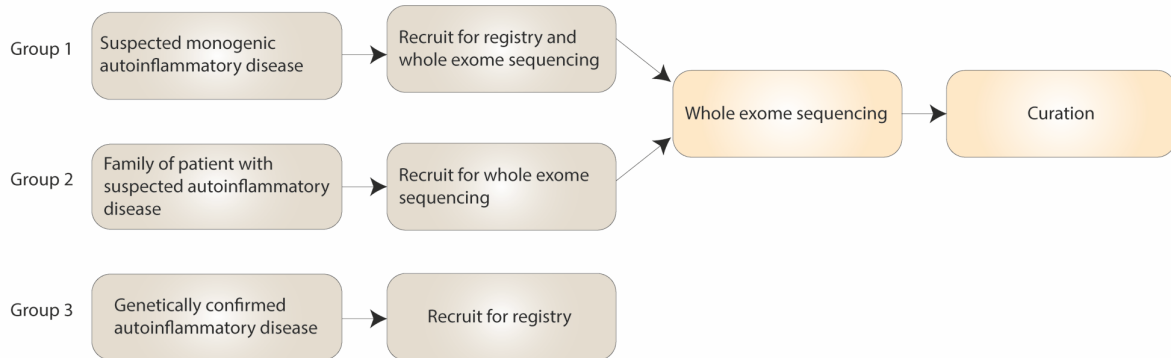 Group 1
Suspected monogenic
autoinflammatory disease
Recruit for registry and
whole exome sequencing
Whole exome sequencing
Curation
Group 2
Family of patient with
suspected autoinflammatory
disease
Recruit for whole exome
sequencing
Group 3
Genetically confirmed
autoinflammatory disease
Recruit for registry